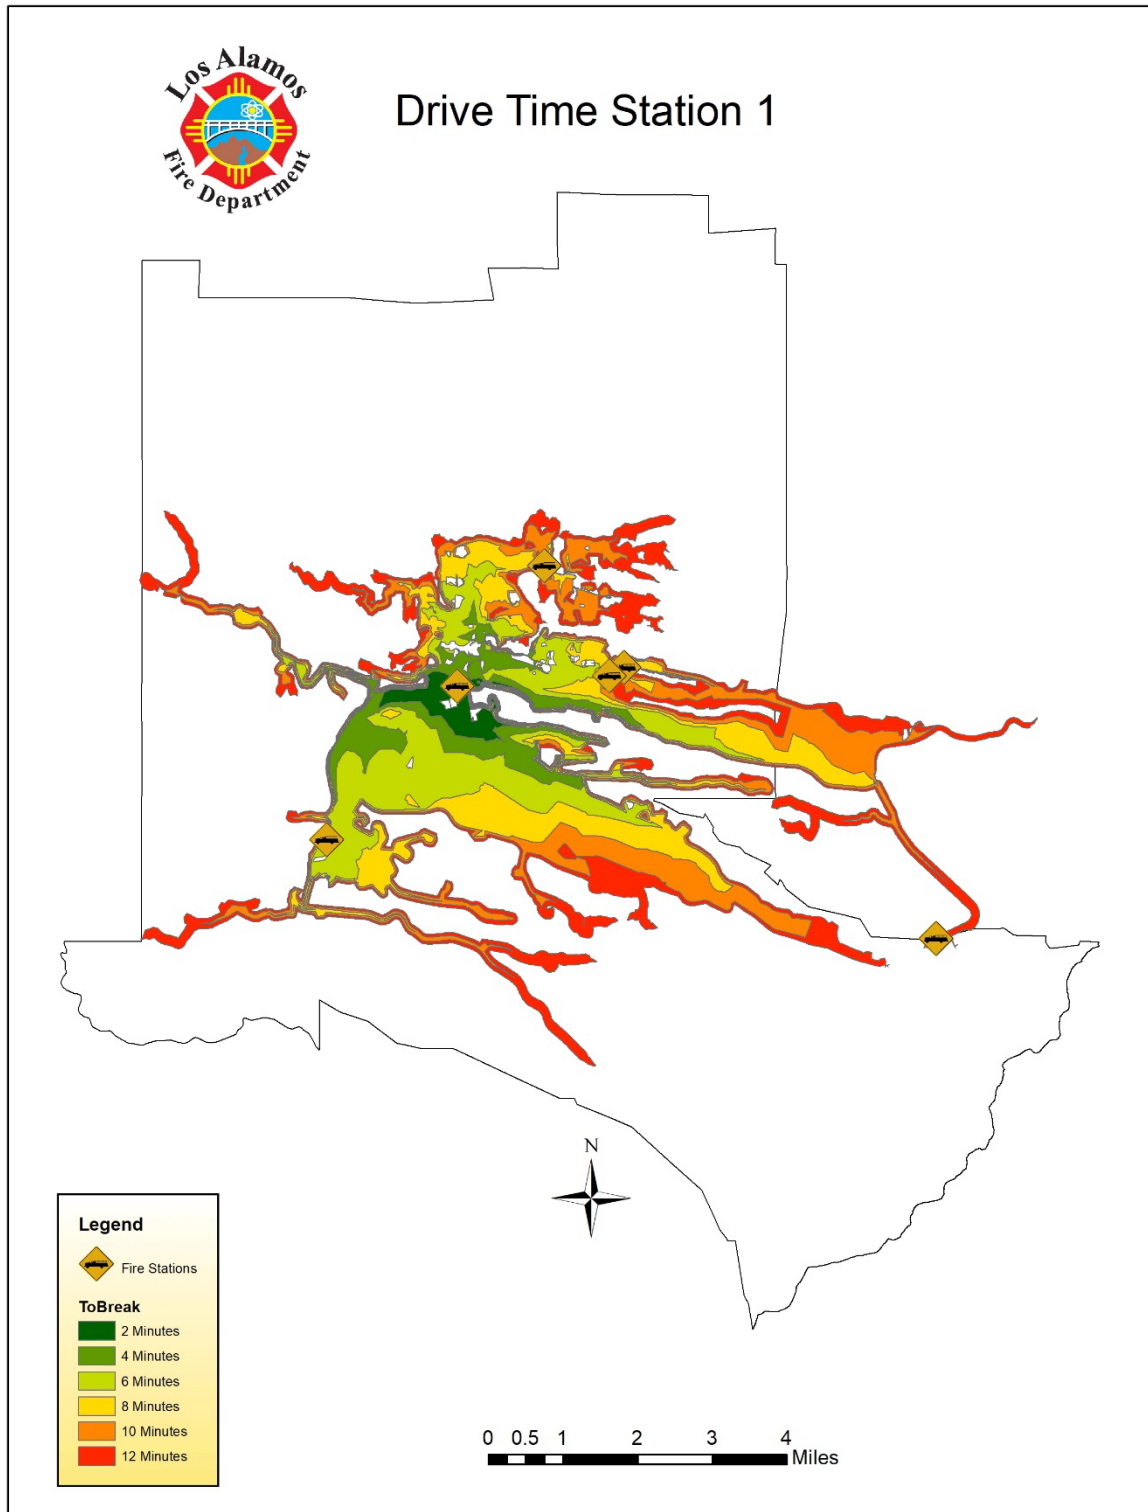 Los Alamos
Fire Department
Drive Time Station 1
N
Legend
Fire Stations
ToBreak
2 Minutes
4 Minutes
6 Minutes
8 Minutes
10 Minutes
12 Minutes
0 0.5 1 2 3 4
Miles